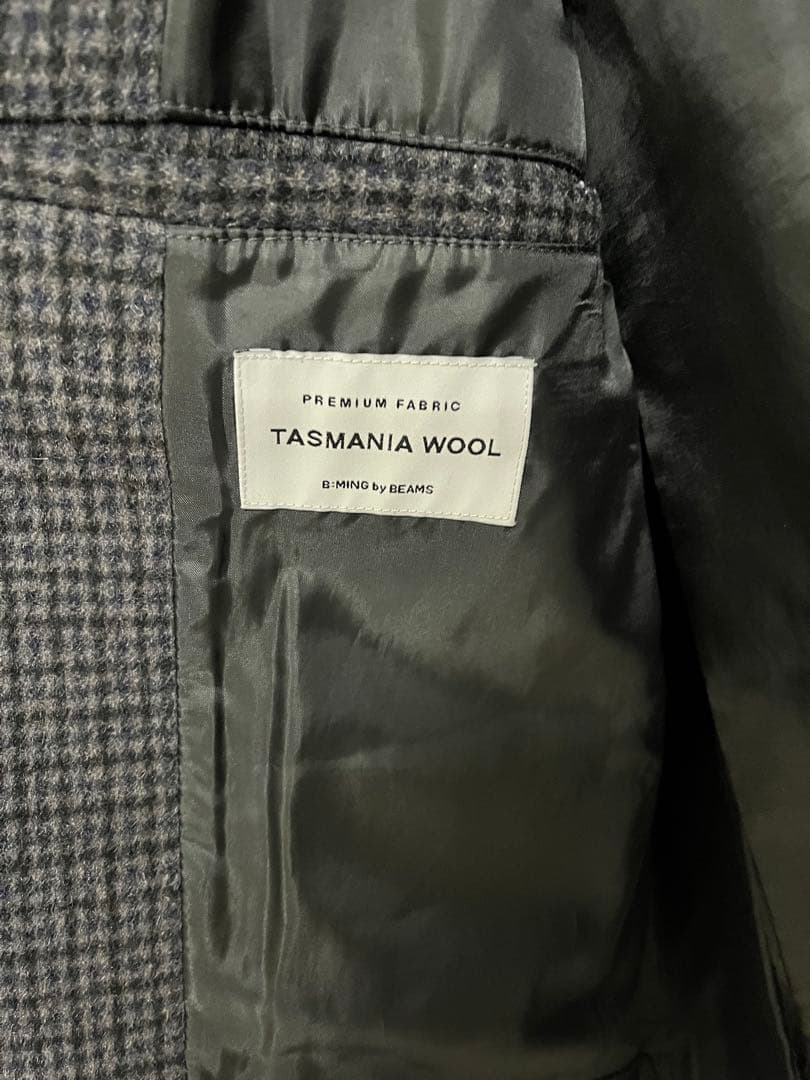 PREMIUM FABRIC
TASMANIA WOOL
B:MING by BEAMS